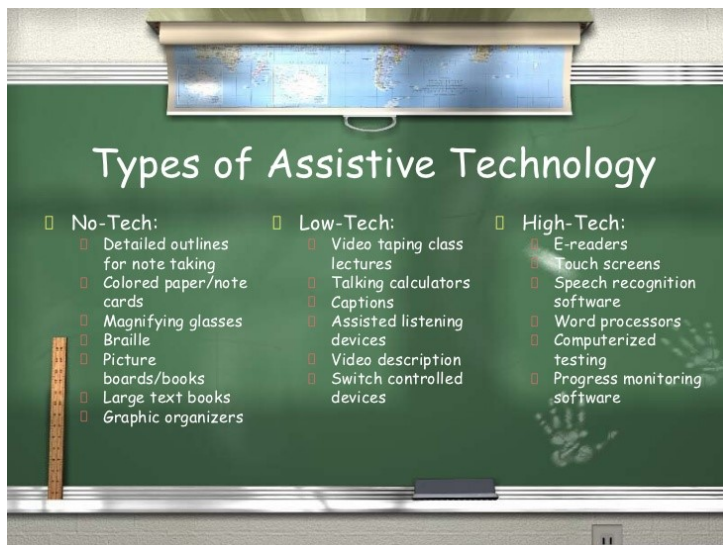 Types of Assistive Technology
No-Tech:
Detailed outlines
for note taking
Colored paper/note
cards
Magnifying glasses
Braille
Picture
boards/books
Large text books
Graphic organizers
Low-Tech:
Video taping class
lectures
Talking calculators
Captions
Assisted listening
devices
Video description
Switch controlled
devices
High-Tech:
E-readers
Touch screens
Speech recognition
software
Word processors
Computerized
testing
Progress monitoring
software